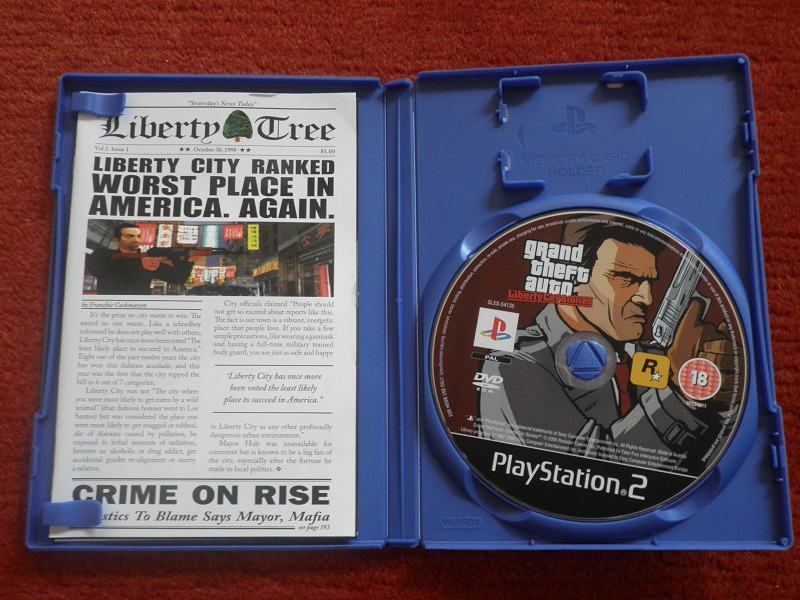 "Yesterday's News Today"
Liberty Tree
Vol 2. Issue 1 ★★ October 30, 1998 ★★ $1.00
LIBERTY CITY RANKED
WORST PLACE IN
AMERICA. AGAIN.
by Frenchie Cockmaysen
It's the prize no city wants to win. The
award no one wants. Like a schoolboy
informed he does not play well with others,
Liberty City has once more been voted "The
least likely place to succeed in America."
Eight out of the past twelve years the city
has won this dubious accolade, and this
year was the first that the city topped the
bill in 6 out of 7 categories.
Liberty City was not "The city where
you were most likely to get eaten by a wild
animal" (that dubious honour went to Los
Santos) but was considered the place you
were most likely to get mugged or robbed,
die of diseases caused by pollution, be
exposed to lethal amounts of radiation,
become an alcoholic or drug addict, get
accidental gender re-alignment or marry
a relative.
City officials claimed "People should
not get so excited about reports like this.
The fact is our town is a vibrant, energetic
place that people love. If you take a few
simple precautions, like wearing a gas mask
and having a full-time military trained
body guard, you are just as safe and happy
"Liberty City has once more
been voted the least likely
place to succeed in America."
in Liberty City as any other profoundly
dangerous urban environment."
Mayor Hole was unavailable for
comment but is known to be a big fan of
the city, especially after the fortune he
made in local politics.
CRIME ON RISE
stics To Blame Says Mayor, Mafia
see page 193
MEMORY CARD
HOLDER
grand
theft
auto
Liberty City Stories
SLES-54135
PAL
DVD
ROM
R
18
PlayStation®2